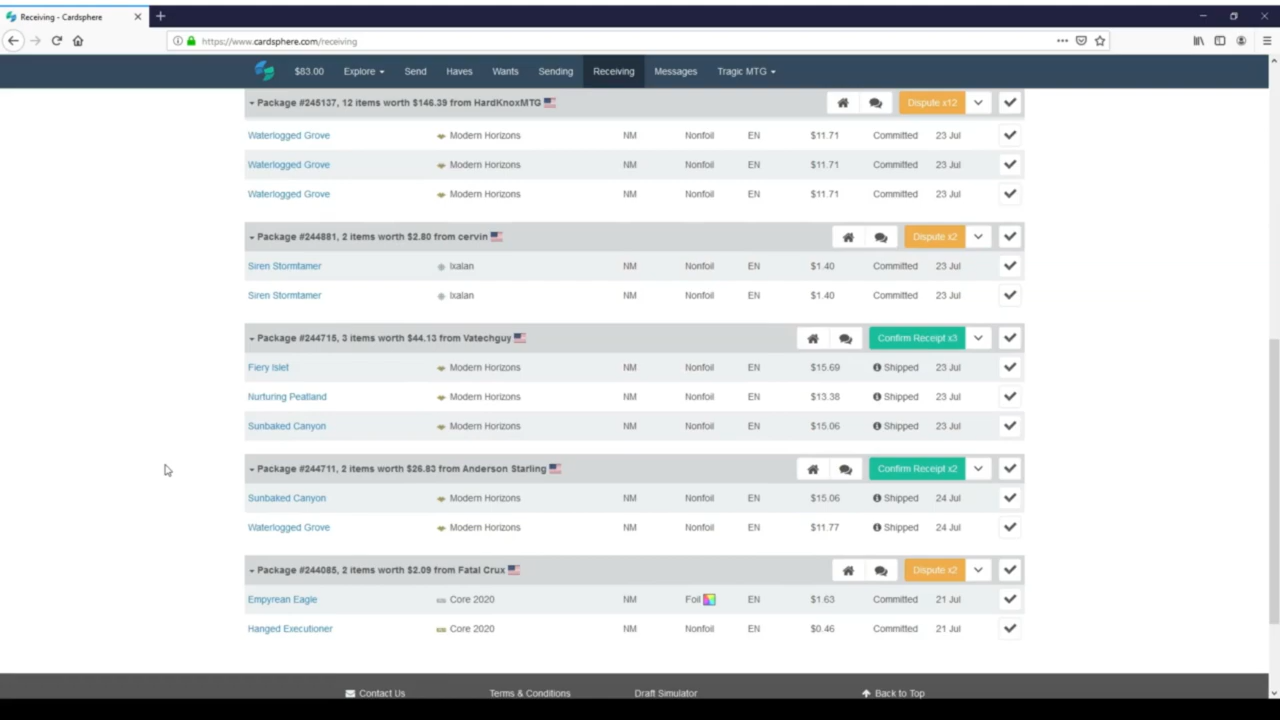 Receiving - Cardsphere
https://www.cardsphere.com/receiving
$83.00 Explore Send Haves Wants Sending Receiving Messages Tragic MTG
Package #245137, 12 items worth $146.39 from HardKnoxMTG Dispute x12
Waterlogged Grove Modern Horizons NM Nonfoil EN $11.71 Committed 23 Jul
Waterlogged Grove Modern Horizons NM Nonfoil EN $11.71 Committed 23 Jul
Waterlogged Grove Modern Horizons NM Nonfoil EN $11.71 Committed 23 Jul
Package #244881, 2 items worth $2.80 from cervin Dispute x2
Siren Stormtamer Ixalan NM Nonfoil EN $1.40 Committed 23 Jul
Siren Stormtamer Ixalan NM Nonfoil EN $1.40 Committed 23 Jul
Package #244715, 3 items worth $44.13 from Vatechguy Confirm Receipt x3
Fiery Islet Modern Horizons NM Nonfoil EN $15.69 Shipped 23 Jul
Nurturing Peatland Modern Horizons NM Nonfoil EN $13.38 Shipped 23 Jul
Sunbaked Canyon Modern Horizons NM Nonfoil EN $15.06 Shipped 23 Jul
Package #244711, 2 items worth $26.83 from Anderson Starling Confirm Receipt x2
Sunbaked Canyon Modern Horizons NM Nonfoil EN $15.06 Shipped 24 Jul
Waterlogged Grove Modern Horizons NM Nonfoil EN $11.77 Shipped 24 Jul
Package #244085, 2 items worth $2.09 from Fatal Crux Dispute x2
Empyrean Eagle Core 2020 NM Foil EN $1.63 Committed 21 Jul
Hanged Executioner Core 2020 NM Nonfoil EN $0.46 Committed 21 Jul
Contact Us Terms & Conditions Draft Simulator Back to Top